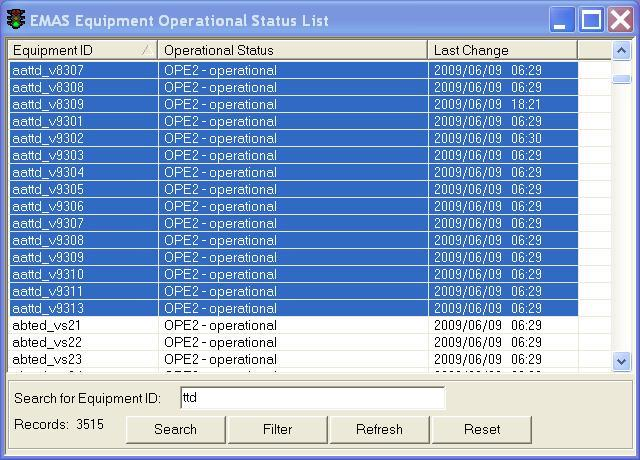 EMAS Equipment Operational Status List
Equipment ID Operational Status Last Change
aattd_v8307 OPE2 - operational 2009/06/09 06:29
aattd_v8308 OPE2 - operational 2009/06/09 06:29
aattd_v8309 OPE2 - operational 2009/06/09 18:21
aattd_v9301 OPE2 - operational 2009/06/09 06:29
aattd_v9302 OPE2 - operational 2009/06/09 06:30
aattd_v9303 OPE2 - operational 2009/06/09 06:29
aattd_v9304 OPE2 - operational 2009/06/09 06:29
aattd_v9305 OPE2 - operational 2009/06/09 06:29
aattd_v9306 OPE2 - operational 2009/06/09 06:29
aattd_v9307 OPE2 - operational 2009/06/09 06:29
aattd_v9308 OPE2 - operational 2009/06/09 06:29
aattd_v9309 OPE2 - operational 2009/06/09 06:29
aattd_v9310 OPE2 - operational 2009/06/09 06:29
aattd_v9311 OPE2 - operational 2009/06/09 06:29
aattd_v9313 OPE2 - operational 2009/06/09 06:29
abted_vs21 OPE2 - operational 2009/06/09 06:29
abted_vs22 OPE2 - operational 2009/06/09 06:29
abted_vs23 OPE2 - operational 2009/06/09 06:29
Search for Equipment ID: ttd
Records: 3515 Search Filter Refresh Reset